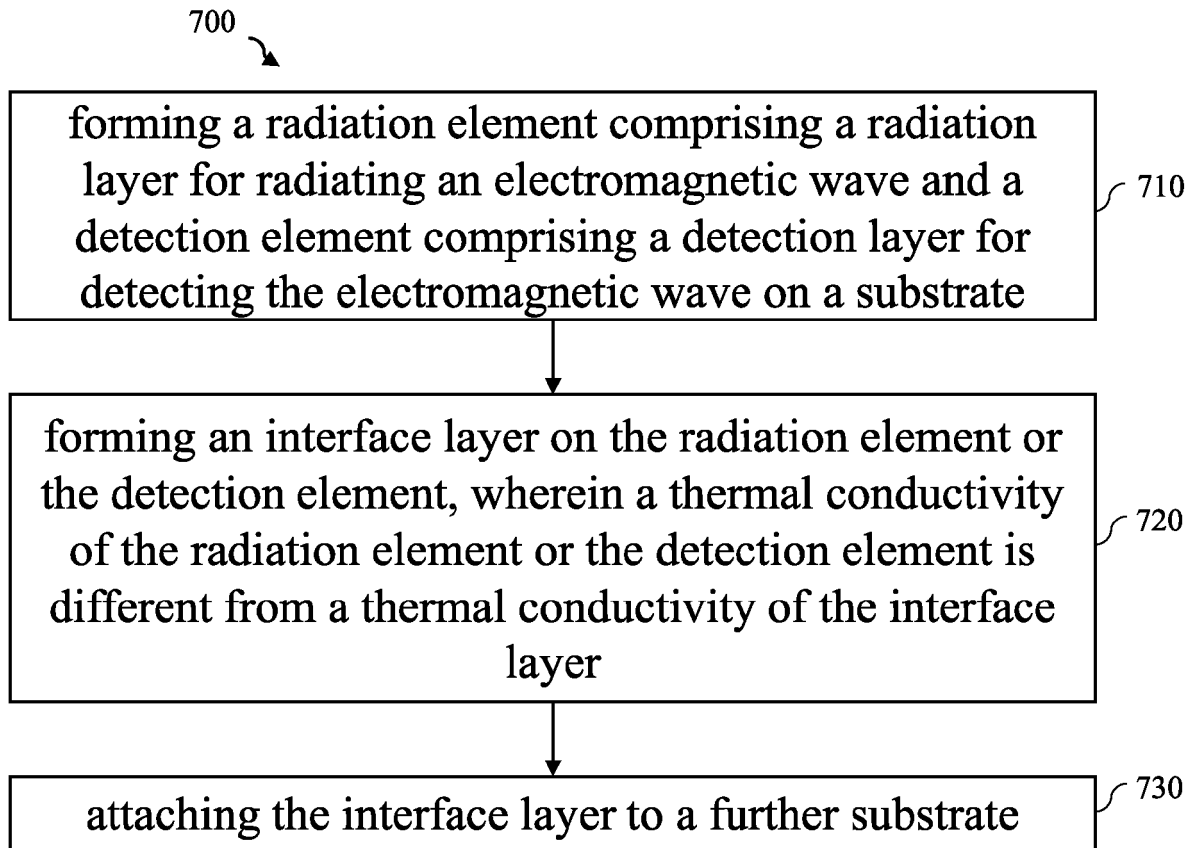 700
forming a radiation element comprising a radiation
layer for radiating an electromagnetic wave and a
detection element comprising a detection layer for
detecting the electromagnetic wave on a substrate
710
forming an interface layer on the radiation element or
the detection element, wherein a thermal conductivity
of the radiation element or the detection element is
different from a thermal conductivity of the interface
layer
720
attaching the interface layer to a further substrate
730